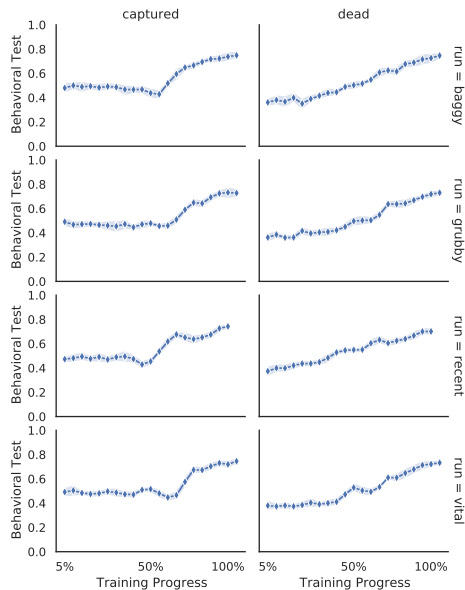 captured dead
1.0
0.8
0.6
0.4
0.2
0.0
Behavioral Test
run = baggy
1.0
0.8
0.6
0.4
0.2
0.0
Behavioral Test
run = grubby
1.0
0.8
0.6
0.4
0.2
0.0
Behavioral Test
run = recent
1.0
0.8
0.6
0.4
0.2
0.0
Behavioral Test
run = vital
5% 50% 100% 5% 50% 100%
Training Progress Training Progress